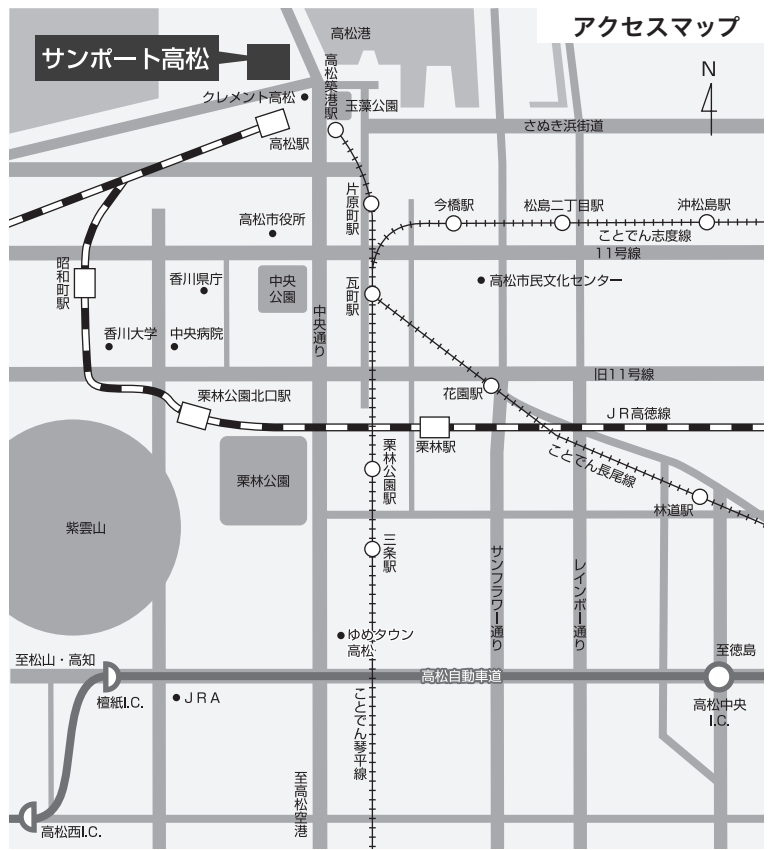 アクセスマップ
高松港
サンポート高松
高松築港駅
N
クレメント高松
玉藻公園
高松駅
さぬき浜街道
片原町駅
今橋駅
松島二丁目駅
沖松島駅
高松市役所
ことでん志度線
11号線
昭和町駅
香川県庁
中央
公園
瓦町駅
高松市民文化センター
中央通り
香川大学
中央病院
旧11号線
栗林公園北口駅
花園駅
JR高徳線
栗林駅
ことでん長尾線
栗林公園
栗林公園駅
林道駅
紫雲山
三条駅
サンフラワー通り
レインボー通り
ゆめタウン
高松
至松山・高知
至徳島
高松自動車道
檀紙I.C.
JRA
ことでん琴平線
高松中央
I.C.
至高松空港
高松西I.C.